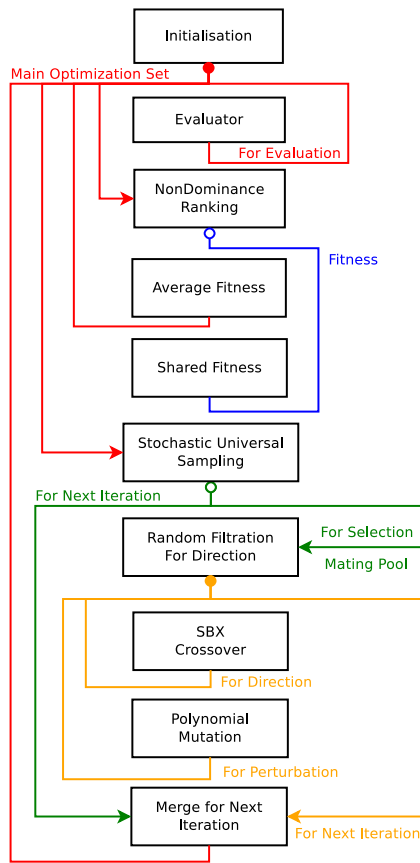 Initialisation
Main Optimization Set
Evaluator
For Evaluation
NonDominance
Ranking
Fitness
Average Fitness
Shared Fitness
Stochastic Universal
Sampling
For Next Iteration
Random Filtration
For Direction
For Selection
Mating Pool
SBX
Crossover
For Direction
Polynomial
Mutation
For Perturbation
Merge for Next
Iteration
For Next Iteration